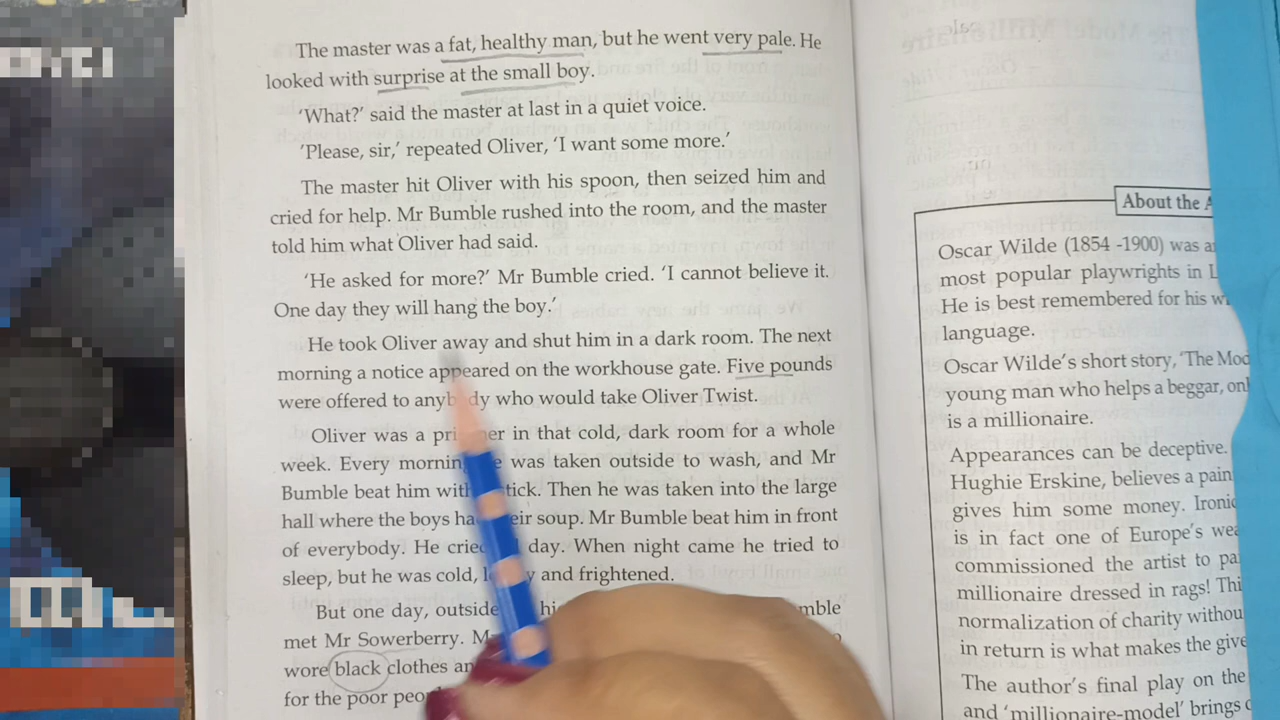 The master was a fat, healthy man, but he went very pale. He
looked with surprise at the small boy.
'What?' said the master at last in a quiet voice.
'Please, sir,' repeated Oliver, 'I want some more.'
The master hit Oliver with his spoon, then seized him and
cried for help. Mr Bumble rushed into the room, and the master
told him what Oliver had said.
'He asked for more?' Mr Bumble cried. 'I cannot believe it.
One day they will hang the boy.'
He took Oliver away and shut him in a dark room. The next
morning a notice appeared on the workhouse gate. Five pounds
were offered to anyb dy who would take Oliver Twist.
Oliver was a pri er in that cold, dark room for a whole
week. Every morning was taken outside to wash, and Mr
Bumble beat him with stick. Then he was taken into the large
hall where the boys ha eir soup. Mr Bumble beat him in front
of everybody. He cried day. When night came he tried to
sleep, but he was cold, l y and frightened.
But one day, outside hi mble
met Mr Sowerberry. M
wore black clothes an
for the poor peop
About the A
Oscar Wilde (1854 -1900) was a
most popular playwrights in L
He is best remembered for his w
language.
Oscar Wilde's short story, 'The Mod
young man who helps a beggar, onl
is a millionaire.
Appearances can be deceptive.
Hughie Erskine, believes a pain
gives him some money. Ironic
is in fact one of Europe's wea
commissioned the artist to pa
millionaire dressed in rags! Thi
normalization of charity withou
in return is what makes the give
The author's final play on the
and 'millionaire-model' brings